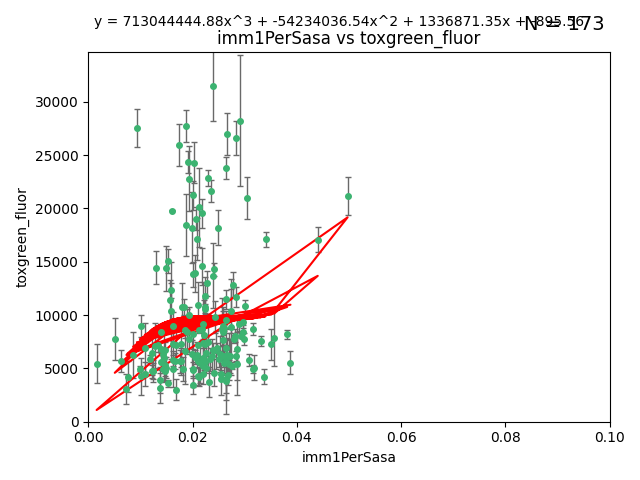 y = 713044444.88x^3 + -54234036.54x^2 + 1336871.35x + -895.56
N = 173
imm1PerSasa vs toxgreen_fluor
30000
25000
20000
15000
10000
5000
0
toxgreen_fluor
0.00 0.02 0.04 0.06 0.08 0.10
imm1PerSasa